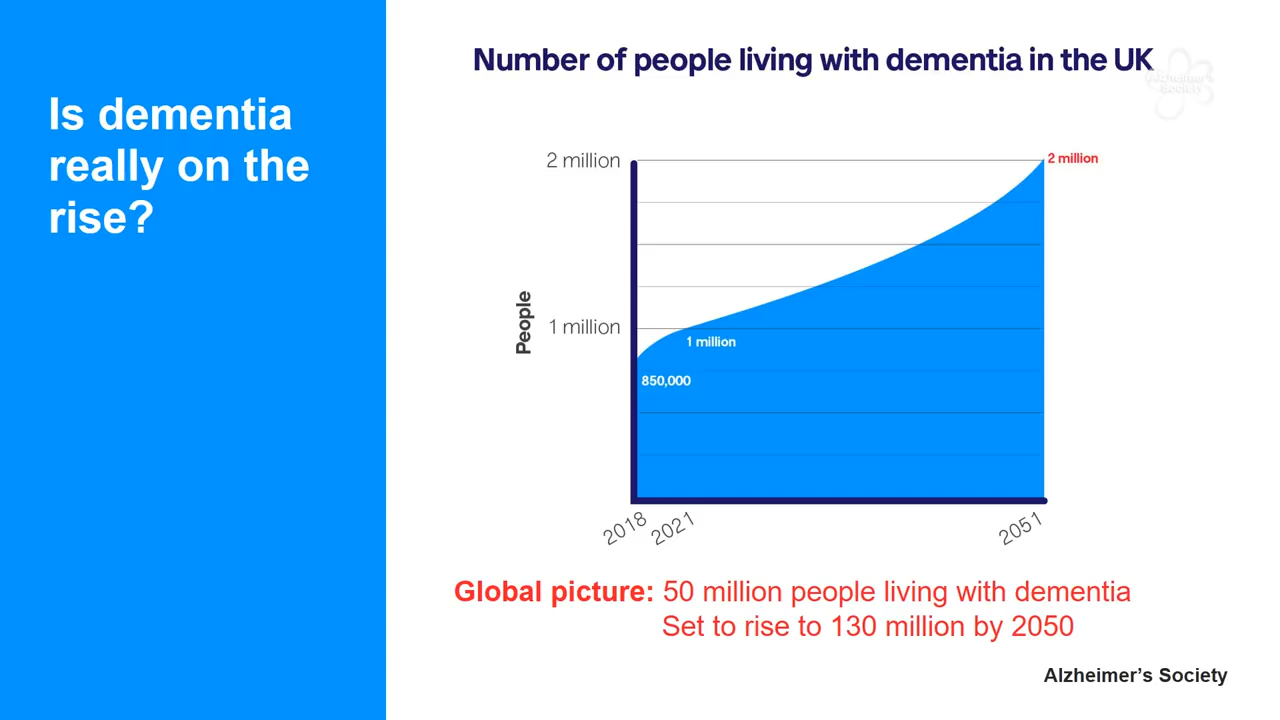 Is dementia
really on the
rise?
Number of people living with dementia in the UK
Alzheimer's
Society
2 million
2 million
People
1 million
1 million
850,000
2018
2021
2051
Global picture: 50 million people living with dementia
Set to rise to 130 million by 2050
Alzheimer’s Society